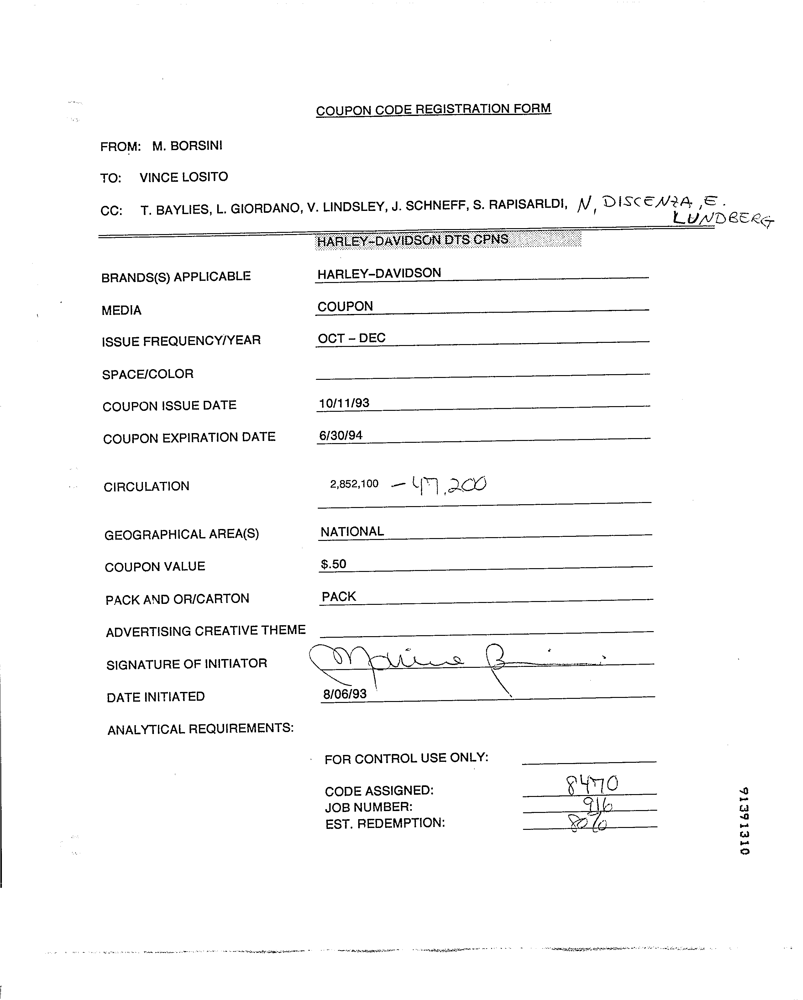 COUPON CODE REGISTRATION FORM
FROM: M. BORSINI
TO: VINCE LOSITO
CC: T. BAYLIES, L. GIORDANO, V. LINDSLEY, J. SCHNEFF, S. RAPISARLDI, N, DISCENZA, E.
LUNDBERG
HARLEY-DAVIDSON DTS CPNS
BRANDS(S) APPLICABLE HARLEY-DAVIDSON
MEDIA COUPON
ISSUE FREQUENCY/YEAR OCT - DEC
SPACE/COLOR
COUPON ISSUE DATE 10/11/93
COUPON EXPIRATION DATE 6/30/94
CIRCULATION 2,852,100 - 47,200
GEOGRAPHICAL AREA(S) NATIONAL
COUPON VALUE $.50
PACK AND OR/CARTON PACK
ADVERTISING CREATIVE THEME
SIGNATURE OF INITIATOR
DATE INITIATED 8/06/93
ANALYTICAL REQUIREMENTS:
FOR CONTROL USE ONLY:
CODE ASSIGNED: 8470
JOB NUMBER: 916
EST. REDEMPTION: 80%
91391310